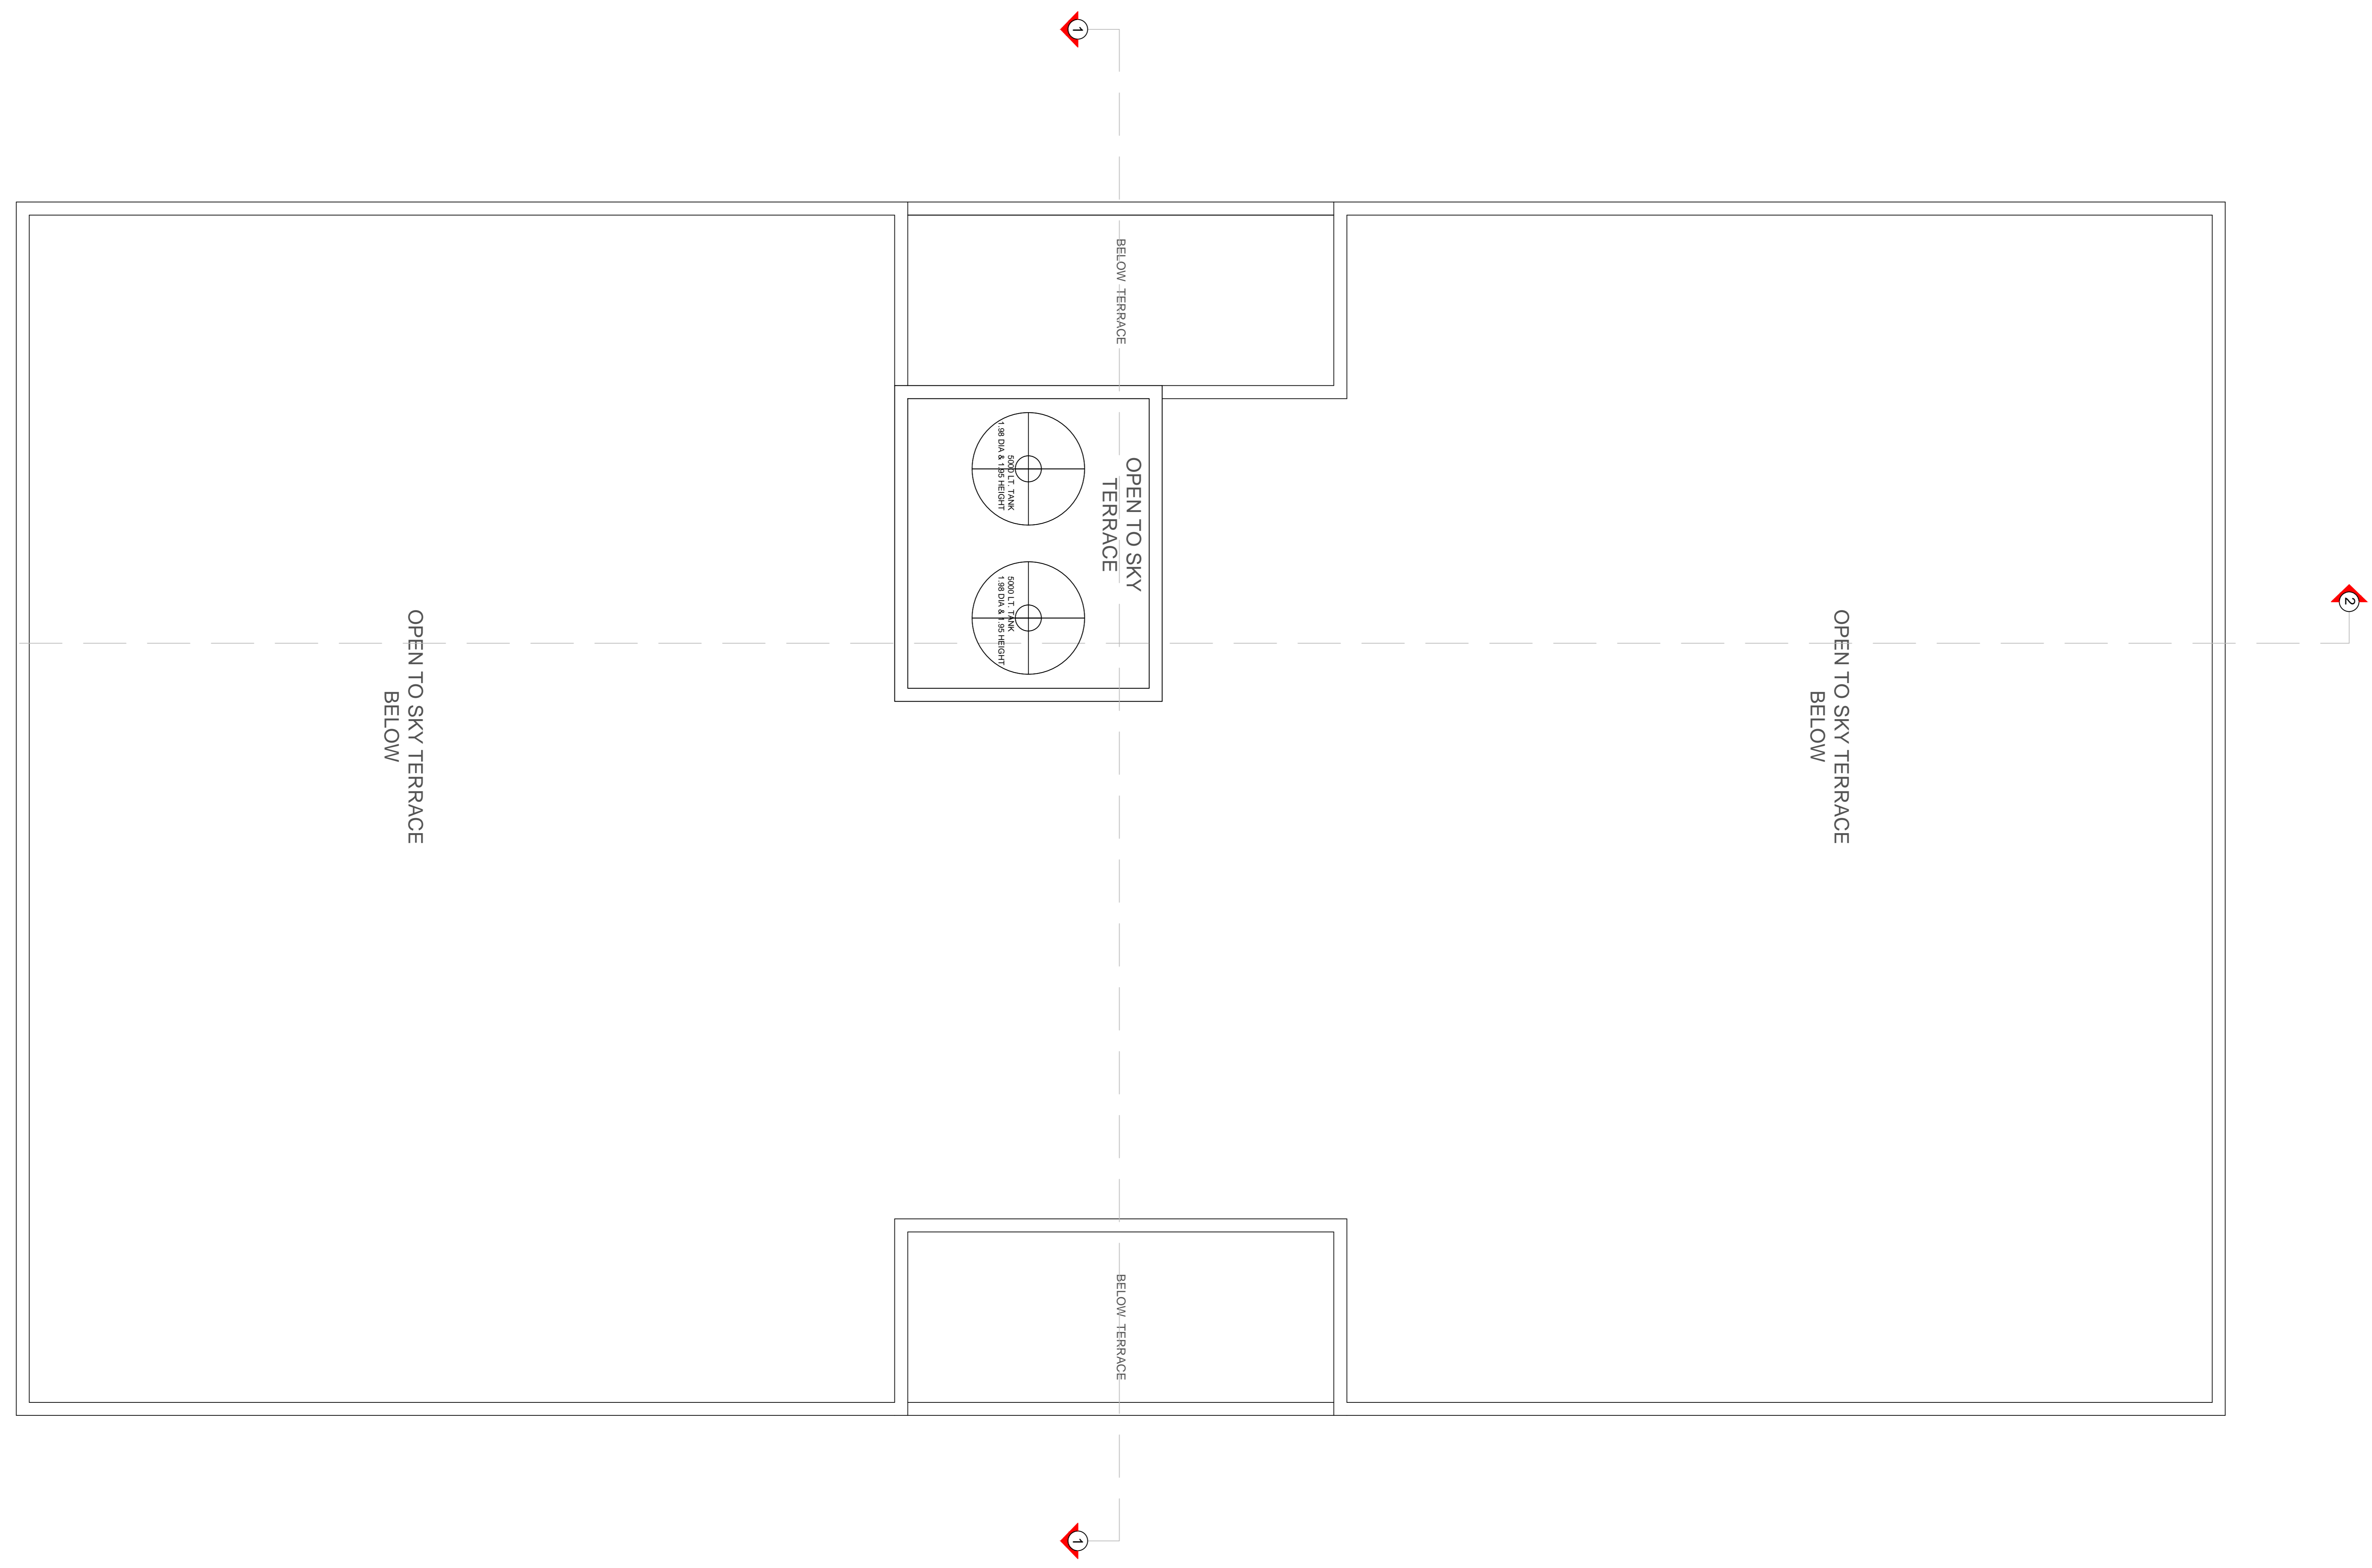 1
BELOW TERRACE
OPEN TO SKY
TERRACE
5000 LT. TANK
1.98 DIA & 1.95 HEIGHT
5000 LT. TANK
1.98 DIA & 1.95 HEIGHT
2
OPEN TO SKY TERRACE
BELOW
OPEN TO SKY TERRACE
BELOW
BELOW TERRACE
1